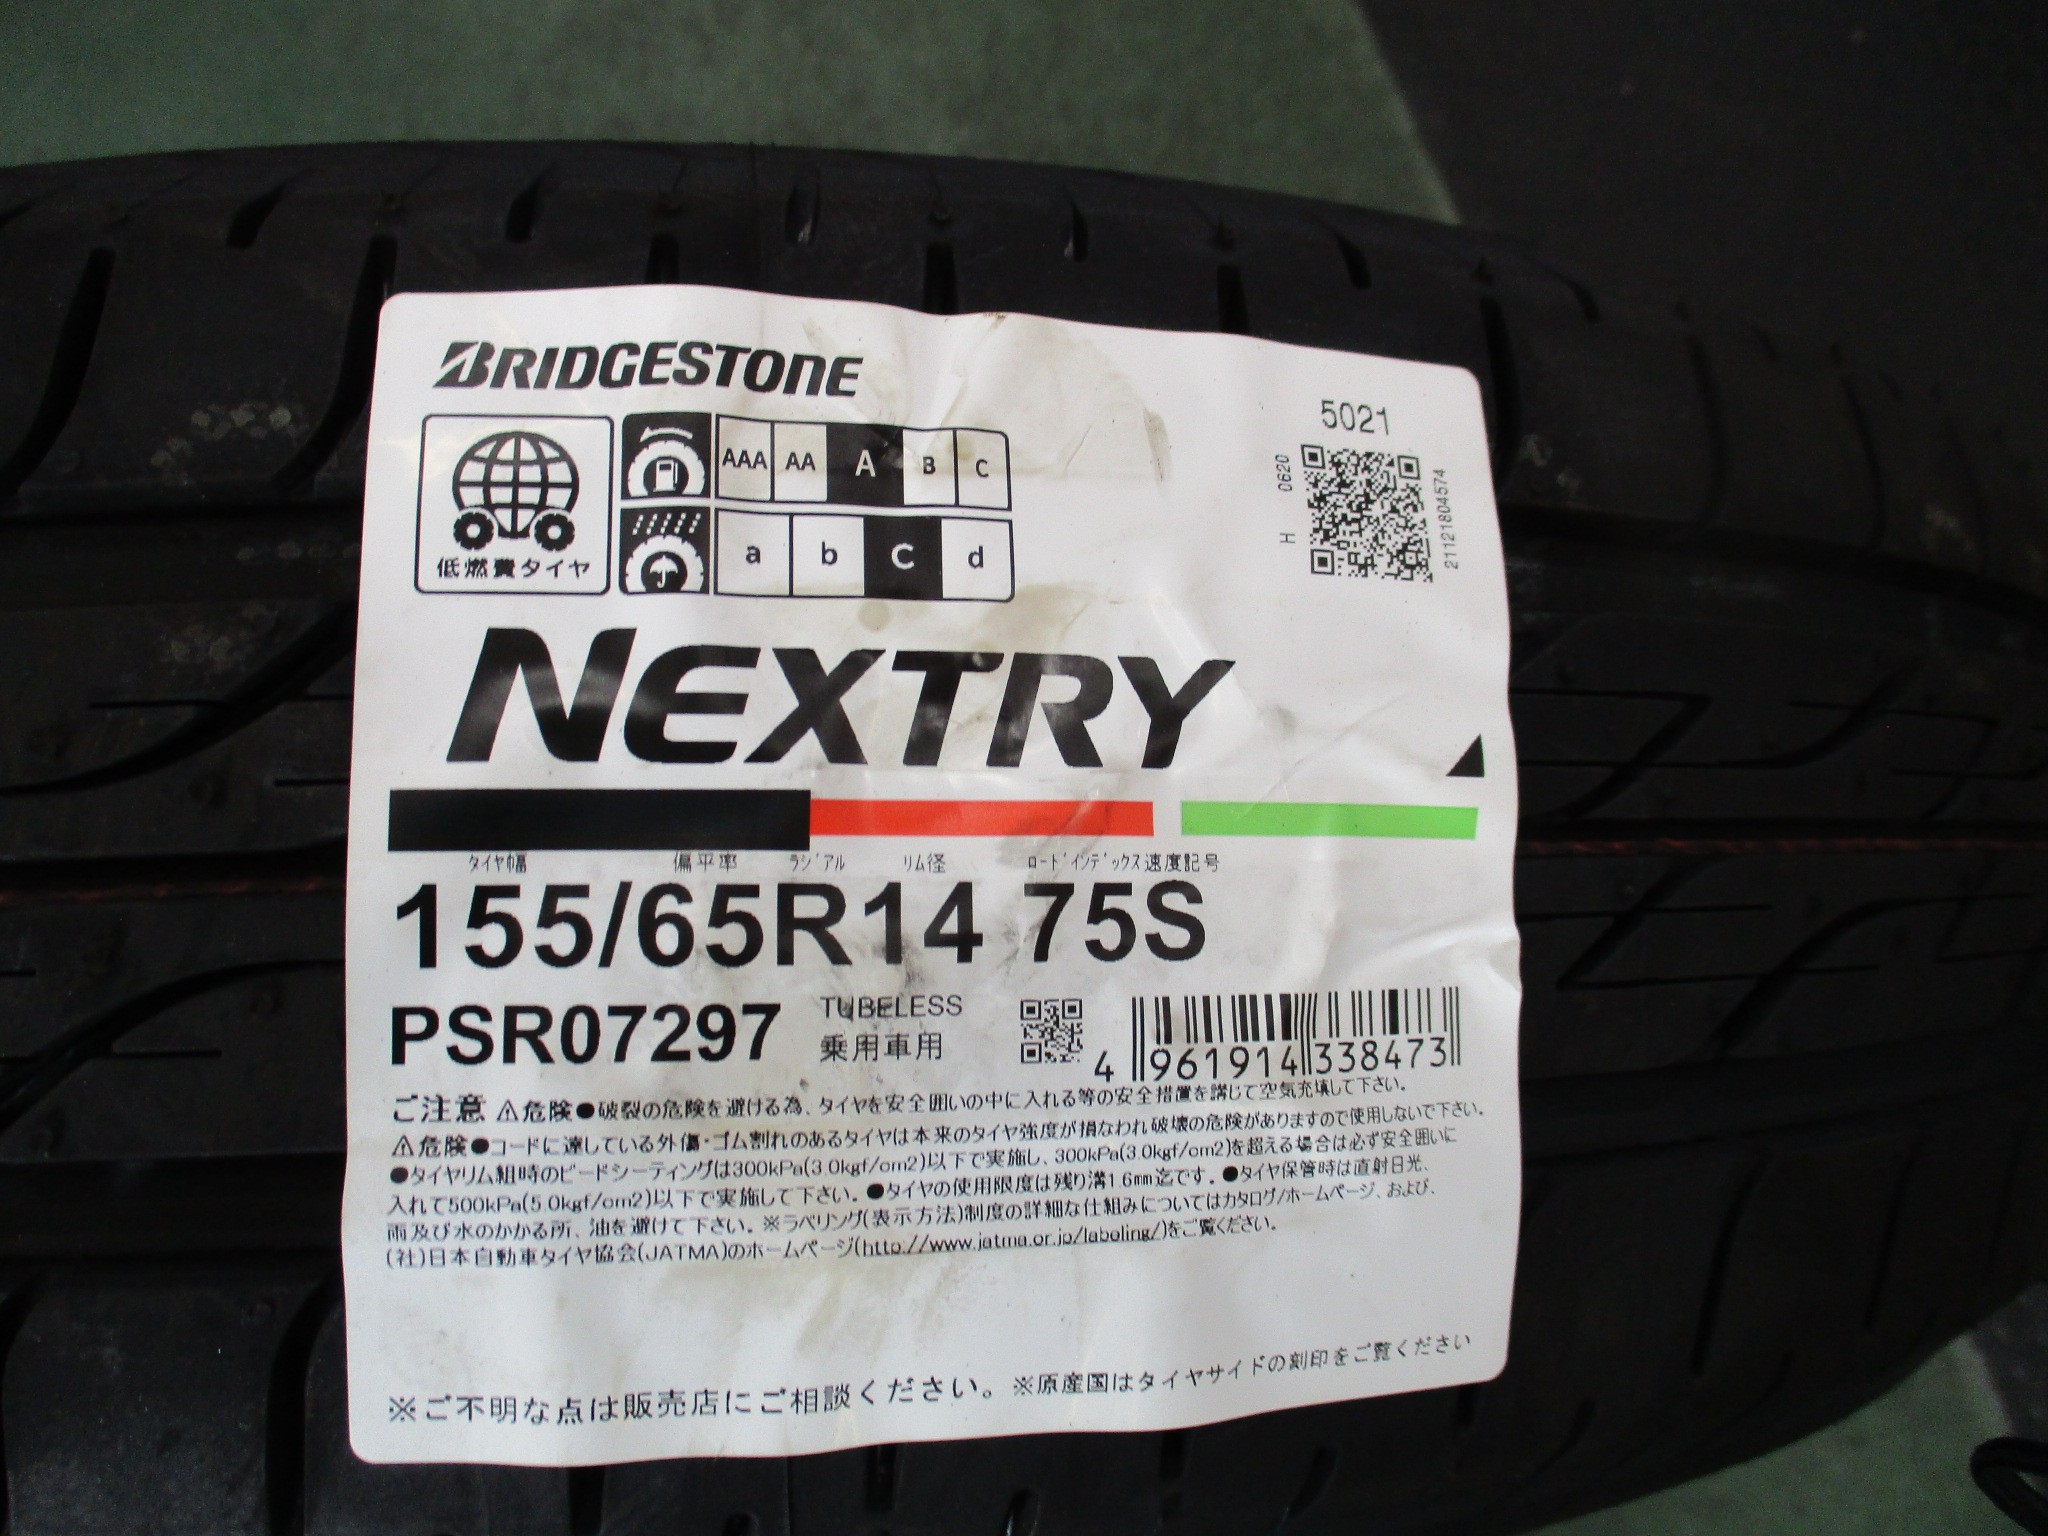 BRIDGESTONE
5021
H 0620
21121804574
AAA AA A B C
a b c d
低燃費タイヤ
NEXTRY
タイヤ幅 偏平率 ラジアル リム径 ロードインデックス 速度記号
155/65R14 75S
PSR07297 TUBELESS
乗用車用
4 961914 338473
ご注意 ⚠危険●破裂の危険を避ける為、タイヤを安全囲いの中に入れる等の安全措置を講じて空気充填して下さい。
⚠危険●コードに達している外傷・ゴム割れのあるタイヤは本来のタイヤ強度が損なわれ破壊の危険がありますので使用しないで下さい。
●タイヤリム組時のビードシーティングは300kPa(3.0kgf/cm2)以下で実施し、300kPa(3.0kgf/cm2)を超える場合は必ず安全囲いに
入れて500kPa(5.0kgf/cm2)以下で実施して下さい。●タイヤの使用限度は残り溝1.6mm迄です。●タイヤ保管時は直射日光、
雨及び水のかかる所、油を避けて下さい。※ラベリング(表示方法)制度の詳細な仕組みについてはカタログ/ホームページ、および、
(社)日本自動車タイヤ協会(JATMA)のホームページ(http://www.jatma.or.jp/labeling/)をご覧ください。
※ご不明な点は販売店にご相談ください。※原産国はタイヤサイドの刻印をご覧ください